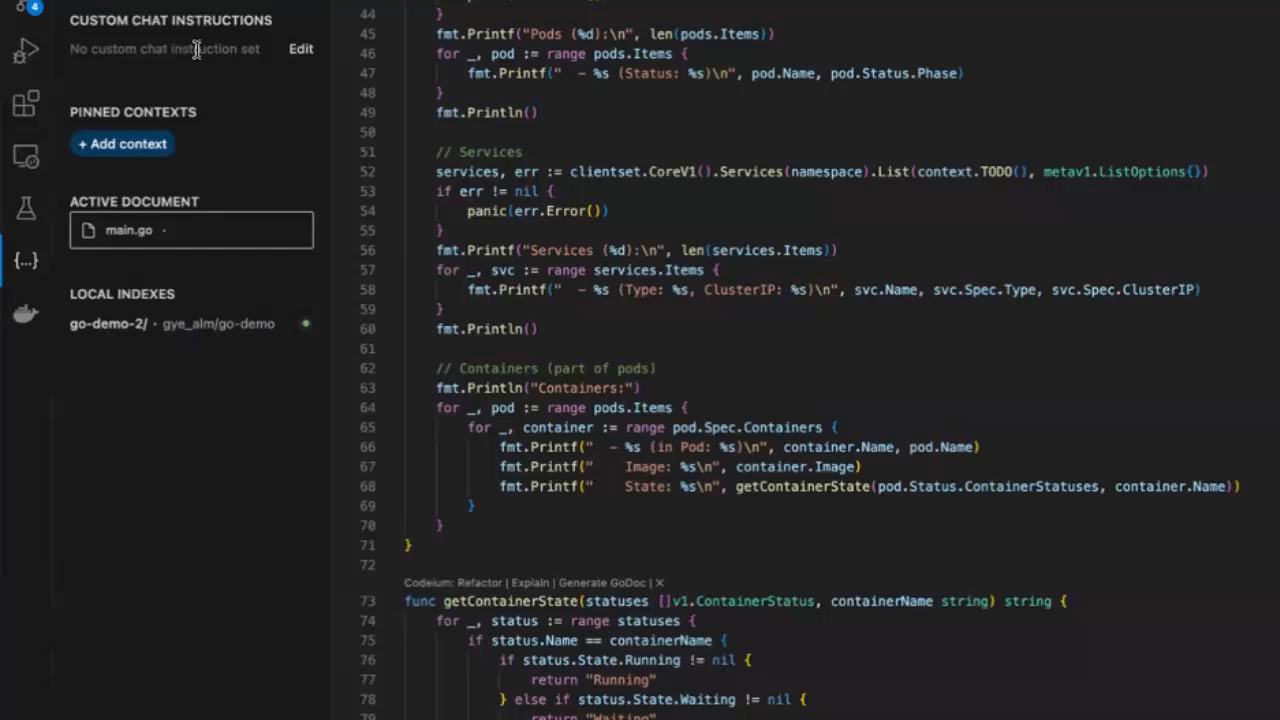 4
CUSTOM CHAT INSTRUCTIONS
No custom chat instruction set Edit
PINNED CONTEXTS
+ Add context
ACTIVE DOCUMENT
main.go ·
LOCAL INDEXES
go-demo-2/ · gye_alm/go-demo
44 }
45 fmt.Printf("Pods (%d):\n", len(pods.Items))
46 for _, pod := range pods.Items {
47 fmt.Printf("  - %s (Status: %s)\n", pod.Name, pod.Status.Phase)
48 }
49 fmt.Println()
50
51 // Services
52 services, err := clientset.CoreV1().Services(namespace).List(context.TODO(), metav1.ListOptions{})
53 if err != nil {
54 panic(err.Error())
55 }
56 fmt.Printf("Services (%d):\n", len(services.Items))
57 for _, svc := range services.Items {
58 fmt.Printf("  - %s (Type: %s, ClusterIP: %s)\n", svc.Name, svc.Spec.Type, svc.Spec.ClusterIP)
59 }
60 fmt.Println()
61
62 // Containers (part of pods)
63 fmt.Println("Containers:")
64 for _, pod := range pods.Items {
65 for _, container := range pod.Spec.Containers {
66 fmt.Printf("  - %s (in Pod: %s)\n", container.Name, pod.Name)
67 fmt.Printf("    Image: %s\n", container.Image)
68 fmt.Printf("    State: %s\n", getContainerState(pod.Status.ContainerStatuses, container.Name))
69 }
70 }
71 }
72
Codeium: Refactor | Explain | Generate GoDoc | X
73 func getContainerState(statuses []v1.ContainerStatus, containerName string) string {
74 for _, status := range statuses {
75 if status.Name == containerName {
76 if status.State.Running != nil {
77 return "Running"
78 } else if status.State.Waiting != nil {
79 return "Waiting"